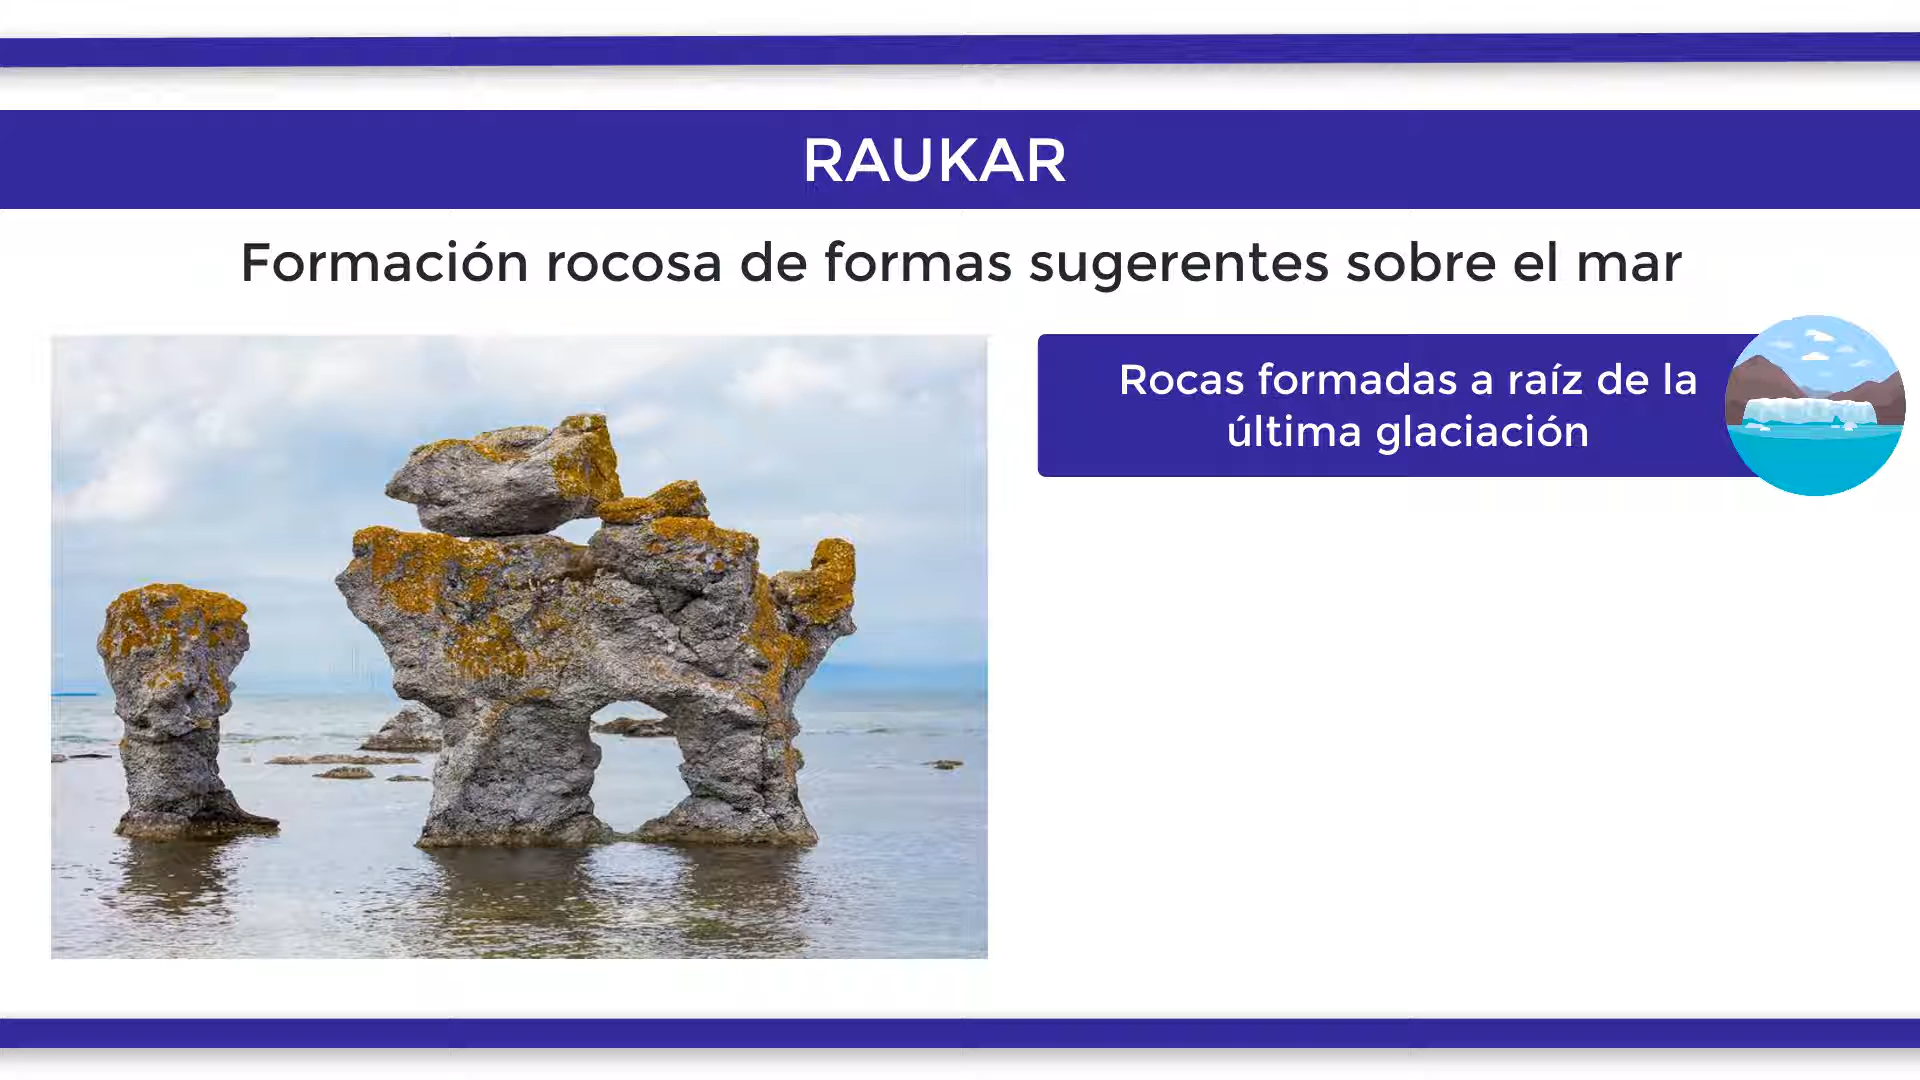 RAUKAR
Formación rocosa de formas sugerentes sobre el mar
Rocas formadas a raíz de la
última glaciación